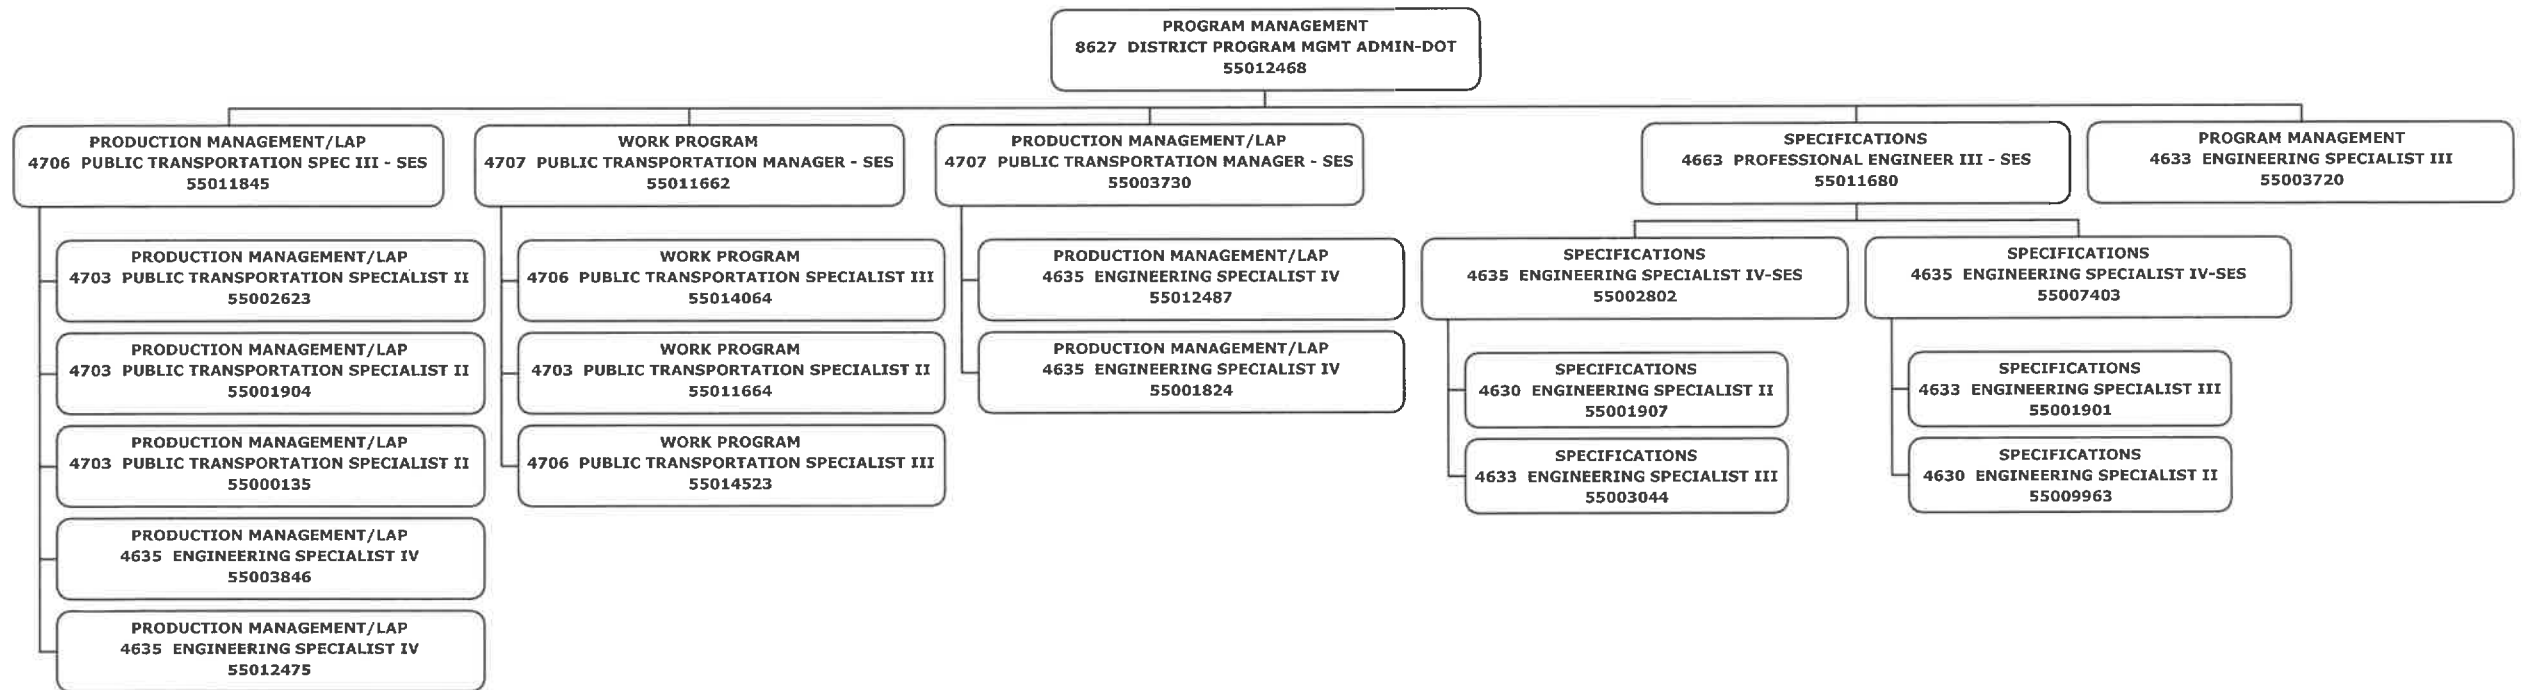 PROGRAM MANAGEMENT
8627 DISTRICT PROGRAM MGMT ADMIN-DOT
55012468
PRODUCTION MANAGEMENT/LAP
4706 PUBLIC TRANSPORTATION SPEC III - SES
55011845
WORK PROGRAM
4707 PUBLIC TRANSPORTATION MANAGER - SES
55011662
PRODUCTION MANAGEMENT/LAP
4707 PUBLIC TRANSPORTATION MANAGER - SES
55003730
SPECIFICATIONS
4663 PROFESSIONAL ENGINEER III - SES
55011680
PROGRAM MANAGEMENT
4633 ENGINEERING SPECIALIST III
55003720
PRODUCTION MANAGEMENT/LAP
4703 PUBLIC TRANSPORTATION SPECIALIST II
55002623
PRODUCTION MANAGEMENT/LAP
4703 PUBLIC TRANSPORTATION SPECIALIST II
55001904
PRODUCTION MANAGEMENT/LAP
4703 PUBLIC TRANSPORTATION SPECIALIST II
55000135
PRODUCTION MANAGEMENT/LAP
4635 ENGINEERING SPECIALIST IV
55003846
PRODUCTION MANAGEMENT/LAP
4635 ENGINEERING SPECIALIST IV
55012475
WORK PROGRAM
4706 PUBLIC TRANSPORTATION SPECIALIST III
55014064
WORK PROGRAM
4703 PUBLIC TRANSPORTATION SPECIALIST II
55011664
WORK PROGRAM
4706 PUBLIC TRANSPORTATION SPECIALIST III
55014523
PRODUCTION MANAGEMENT/LAP
4635 ENGINEERING SPECIALIST IV
55012487
PRODUCTION MANAGEMENT/LAP
4635 ENGINEERING SPECIALIST IV
55001824
SPECIFICATIONS
4635 ENGINEERING SPECIALIST IV-SES
55002802
SPECIFICATIONS
4630 ENGINEERING SPECIALIST II
55001907
SPECIFICATIONS
4633 ENGINEERING SPECIALIST III
55003044
SPECIFICATIONS
4635 ENGINEERING SPECIALIST IV-SES
55007403
SPECIFICATIONS
4633 ENGINEERING SPECIALIST III
55001901
SPECIFICATIONS
4630 ENGINEERING SPECIALIST II
55009963